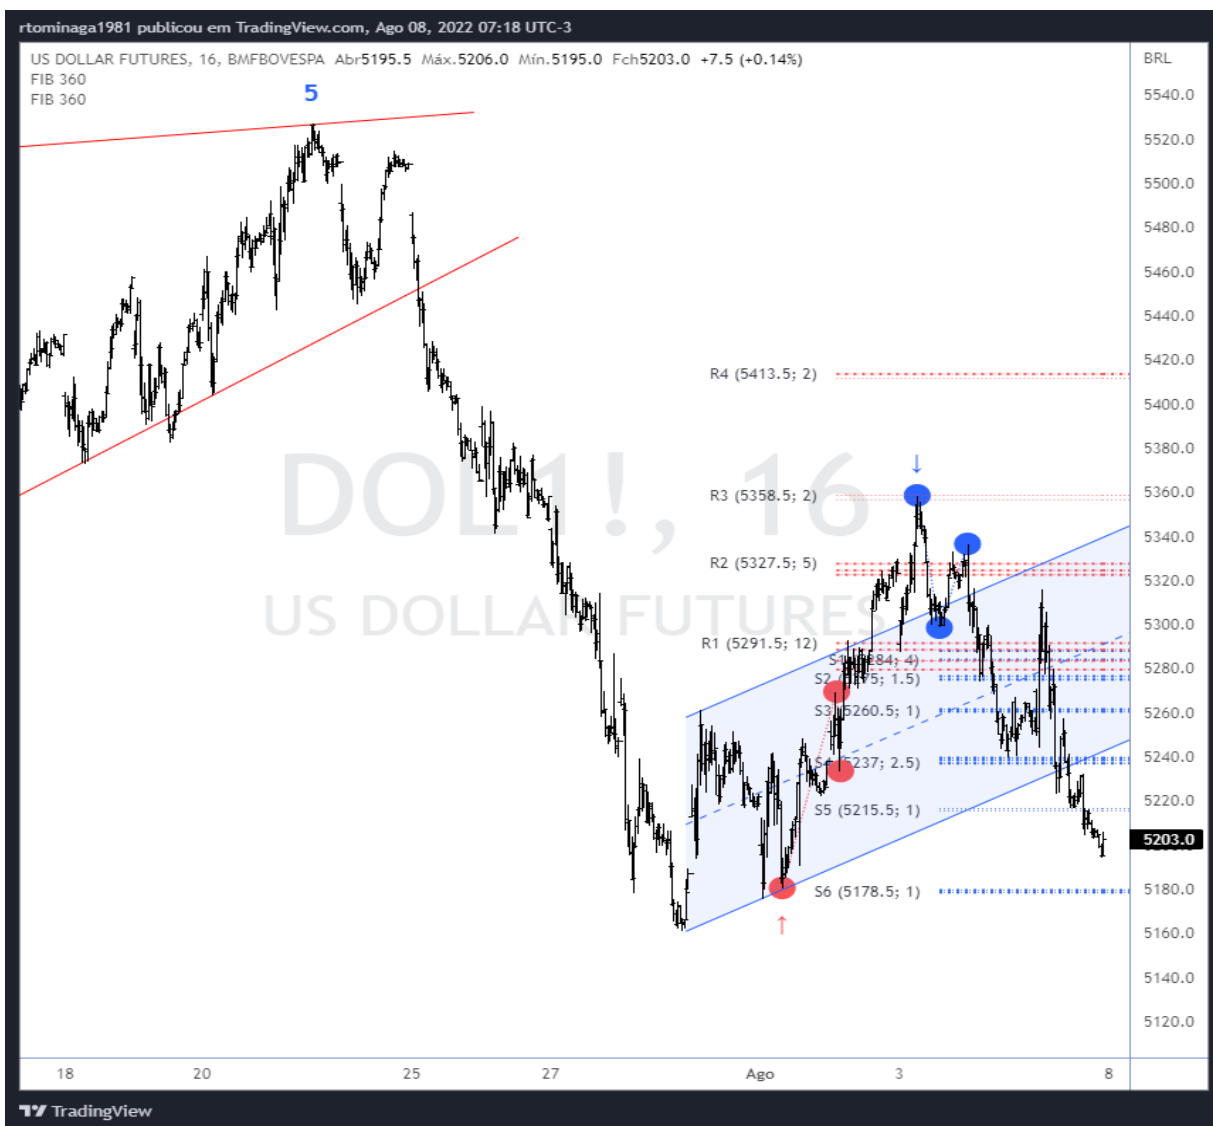 rtominaga1981 publicou em TradingView.com, Ago 08, 2022 07:18 UTC-3
US DOLLAR FUTURES, 16, BMFBOVESPA Abr5195.5 Máx.5206.0 Mín.5195.0 Fch5203.0 +7.5 (+0.14%)
BRL
FIB 360
FIB 360
5
5540.0
5520.0
5500.0
5480.0
5460.0
5440.0
5420.0
5400.0
5380.0
5360.0
5340.0
5320.0
5300.0
5280.0
5260.0
5240.0
5220.0
5203.0
5180.0
5160.0
5140.0
5120.0
R4 (5413.5; 2)
DOL1!, 16
R3 (5358.5; 2)
↓
R2 (5327.5; 5)
US DOLLAR FUTURES
R1 (5291.5; 12)
S1 (5284; 4)
S2 (5275; 1.5)
S3 (5260.5; 1)
S4 (5237; 2.5)
S5 (5215.5; 1)
S6 (5178.5; 1)
↑
18 20 25 27 Ago 3 8
TradingView